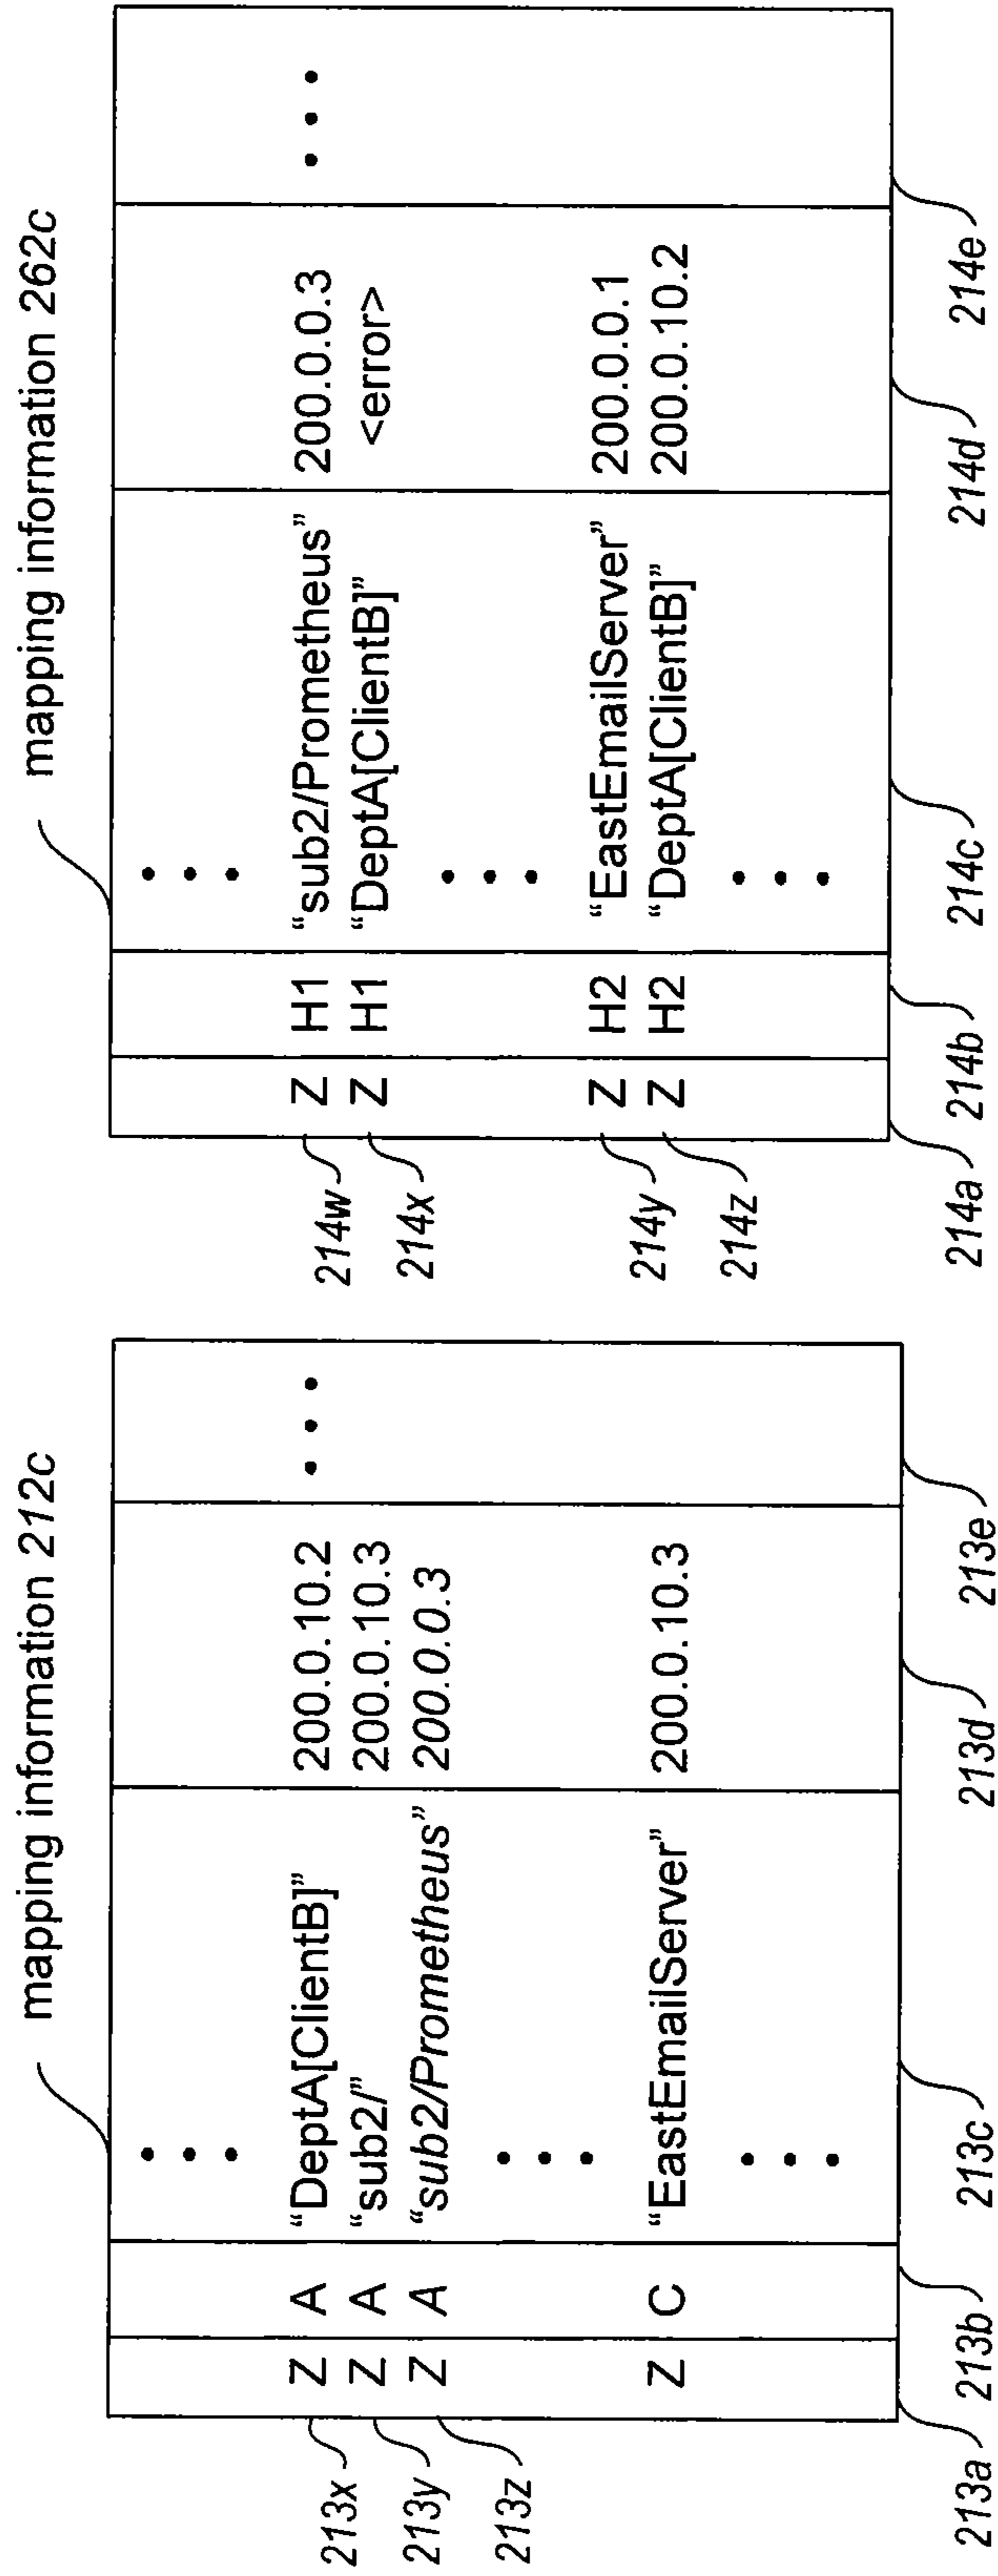 mapping information 212c
Z A “DeptA[ClientB]” 200.0.10.2 • • •
Z A “sub2/” 200.0.10.3
Z A “sub2/Prometheus” 200.0.0.3
Z C “EastEmailServer” 200.0.10.3
213x
213y
213z
213a
213b
213c
213d
213e
mapping information 262c
Z H1 “sub2/Prometheus” 200.0.0.3 • • •
Z H1 “DeptA[ClientB]” <error>
Z H2 “EastEmailServer” 200.0.0.1
Z H2 “DeptA[ClientB]” 200.0.10.2
214w
214x
214y
214z
214a
214b
214c
214d
214e